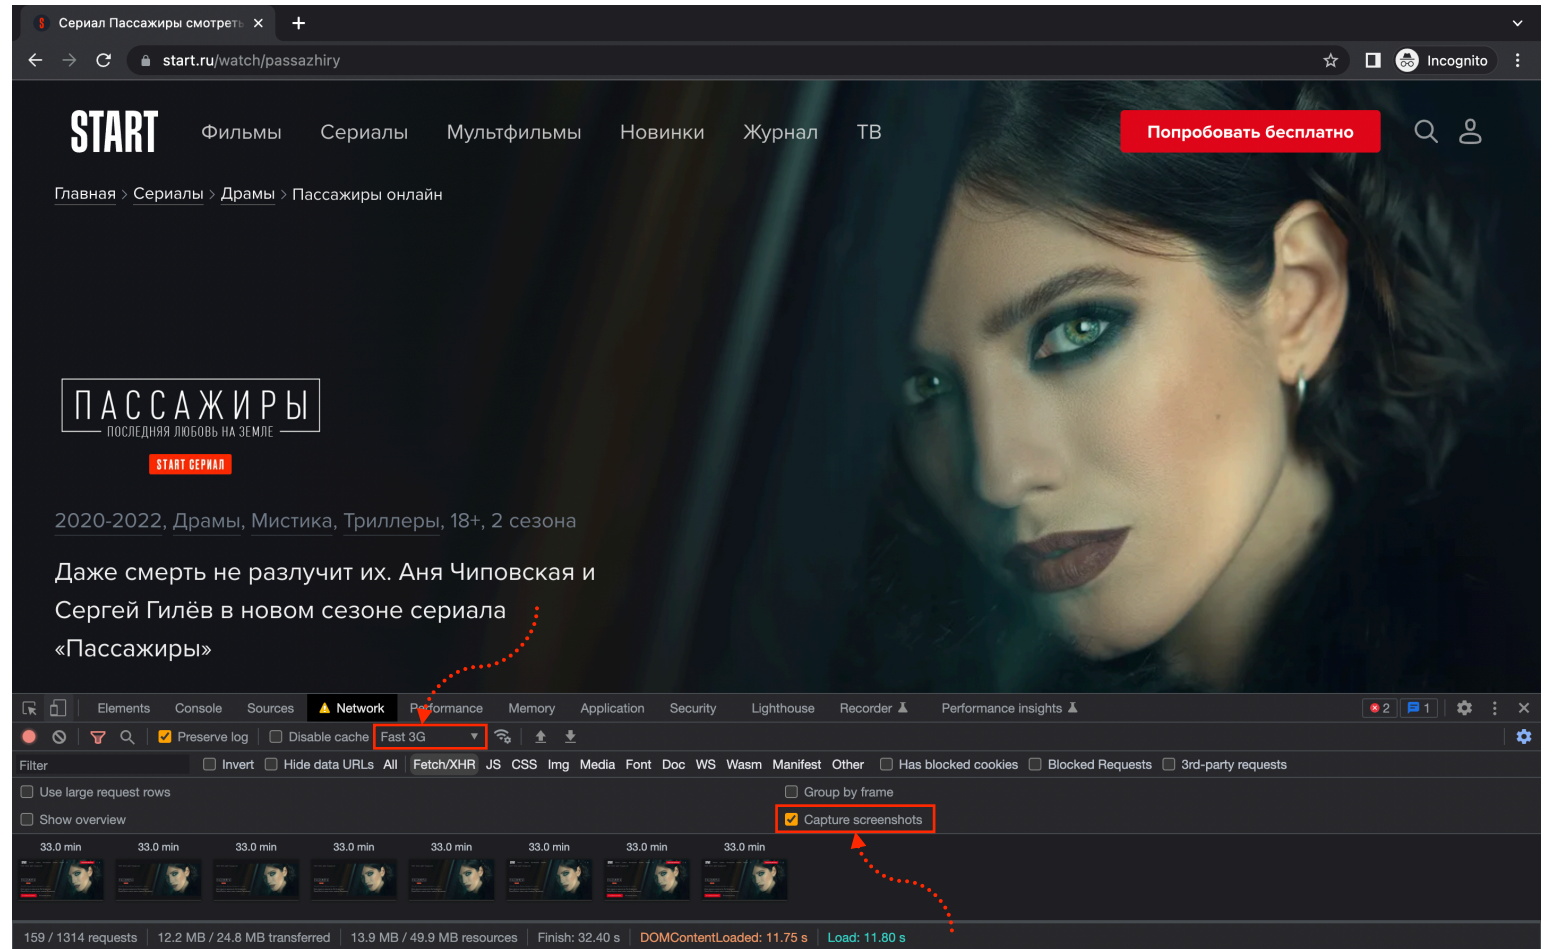 Сериал Пассажиры смотреть
start.ru/watch/passazhiry
Incognito
START
Фильмы Сериалы Мультфильмы Новинки Журнал ТВ
Попробовать бесплатно
Главная > Сериалы > Драмы > Пассажиры онлайн
ПАССАЖИРЫ
ПОСЛЕДНЯЯ ЛЮБОВЬ НА ЗЕМЛЕ
START СЕРИАЛ
2020-2022, Драмы, Мистика, Триллеры, 18+, 2 сезона
Даже смерть не разлучит их. Аня Чиповская и
Сергей Гилёв в новом сезоне сериала
«Пассажиры»
Elements Console Sources Network Performance Memory Application Security Lighthouse Recorder Performance insights 2 1
Preserve log Disable cache Fast 3G
Filter Invert Hide data URLs All Fetch/XHR JS CSS Img Media Font Doc WS Wasm Manifest Other Has blocked cookies Blocked Requests 3rd-party requests
Use large request rows Group by frame
Show overview Capture screenshots
33.0 min 33.0 min 33.0 min 33.0 min 33.0 min 33.0 min 33.0 min 33.0 min
159 / 1314 requests 12.2 MB / 24.8 MB transferred 13.9 MB / 49.9 MB resources Finish: 32.40 s DOMContentLoaded: 11.75 s Load: 11.80 s